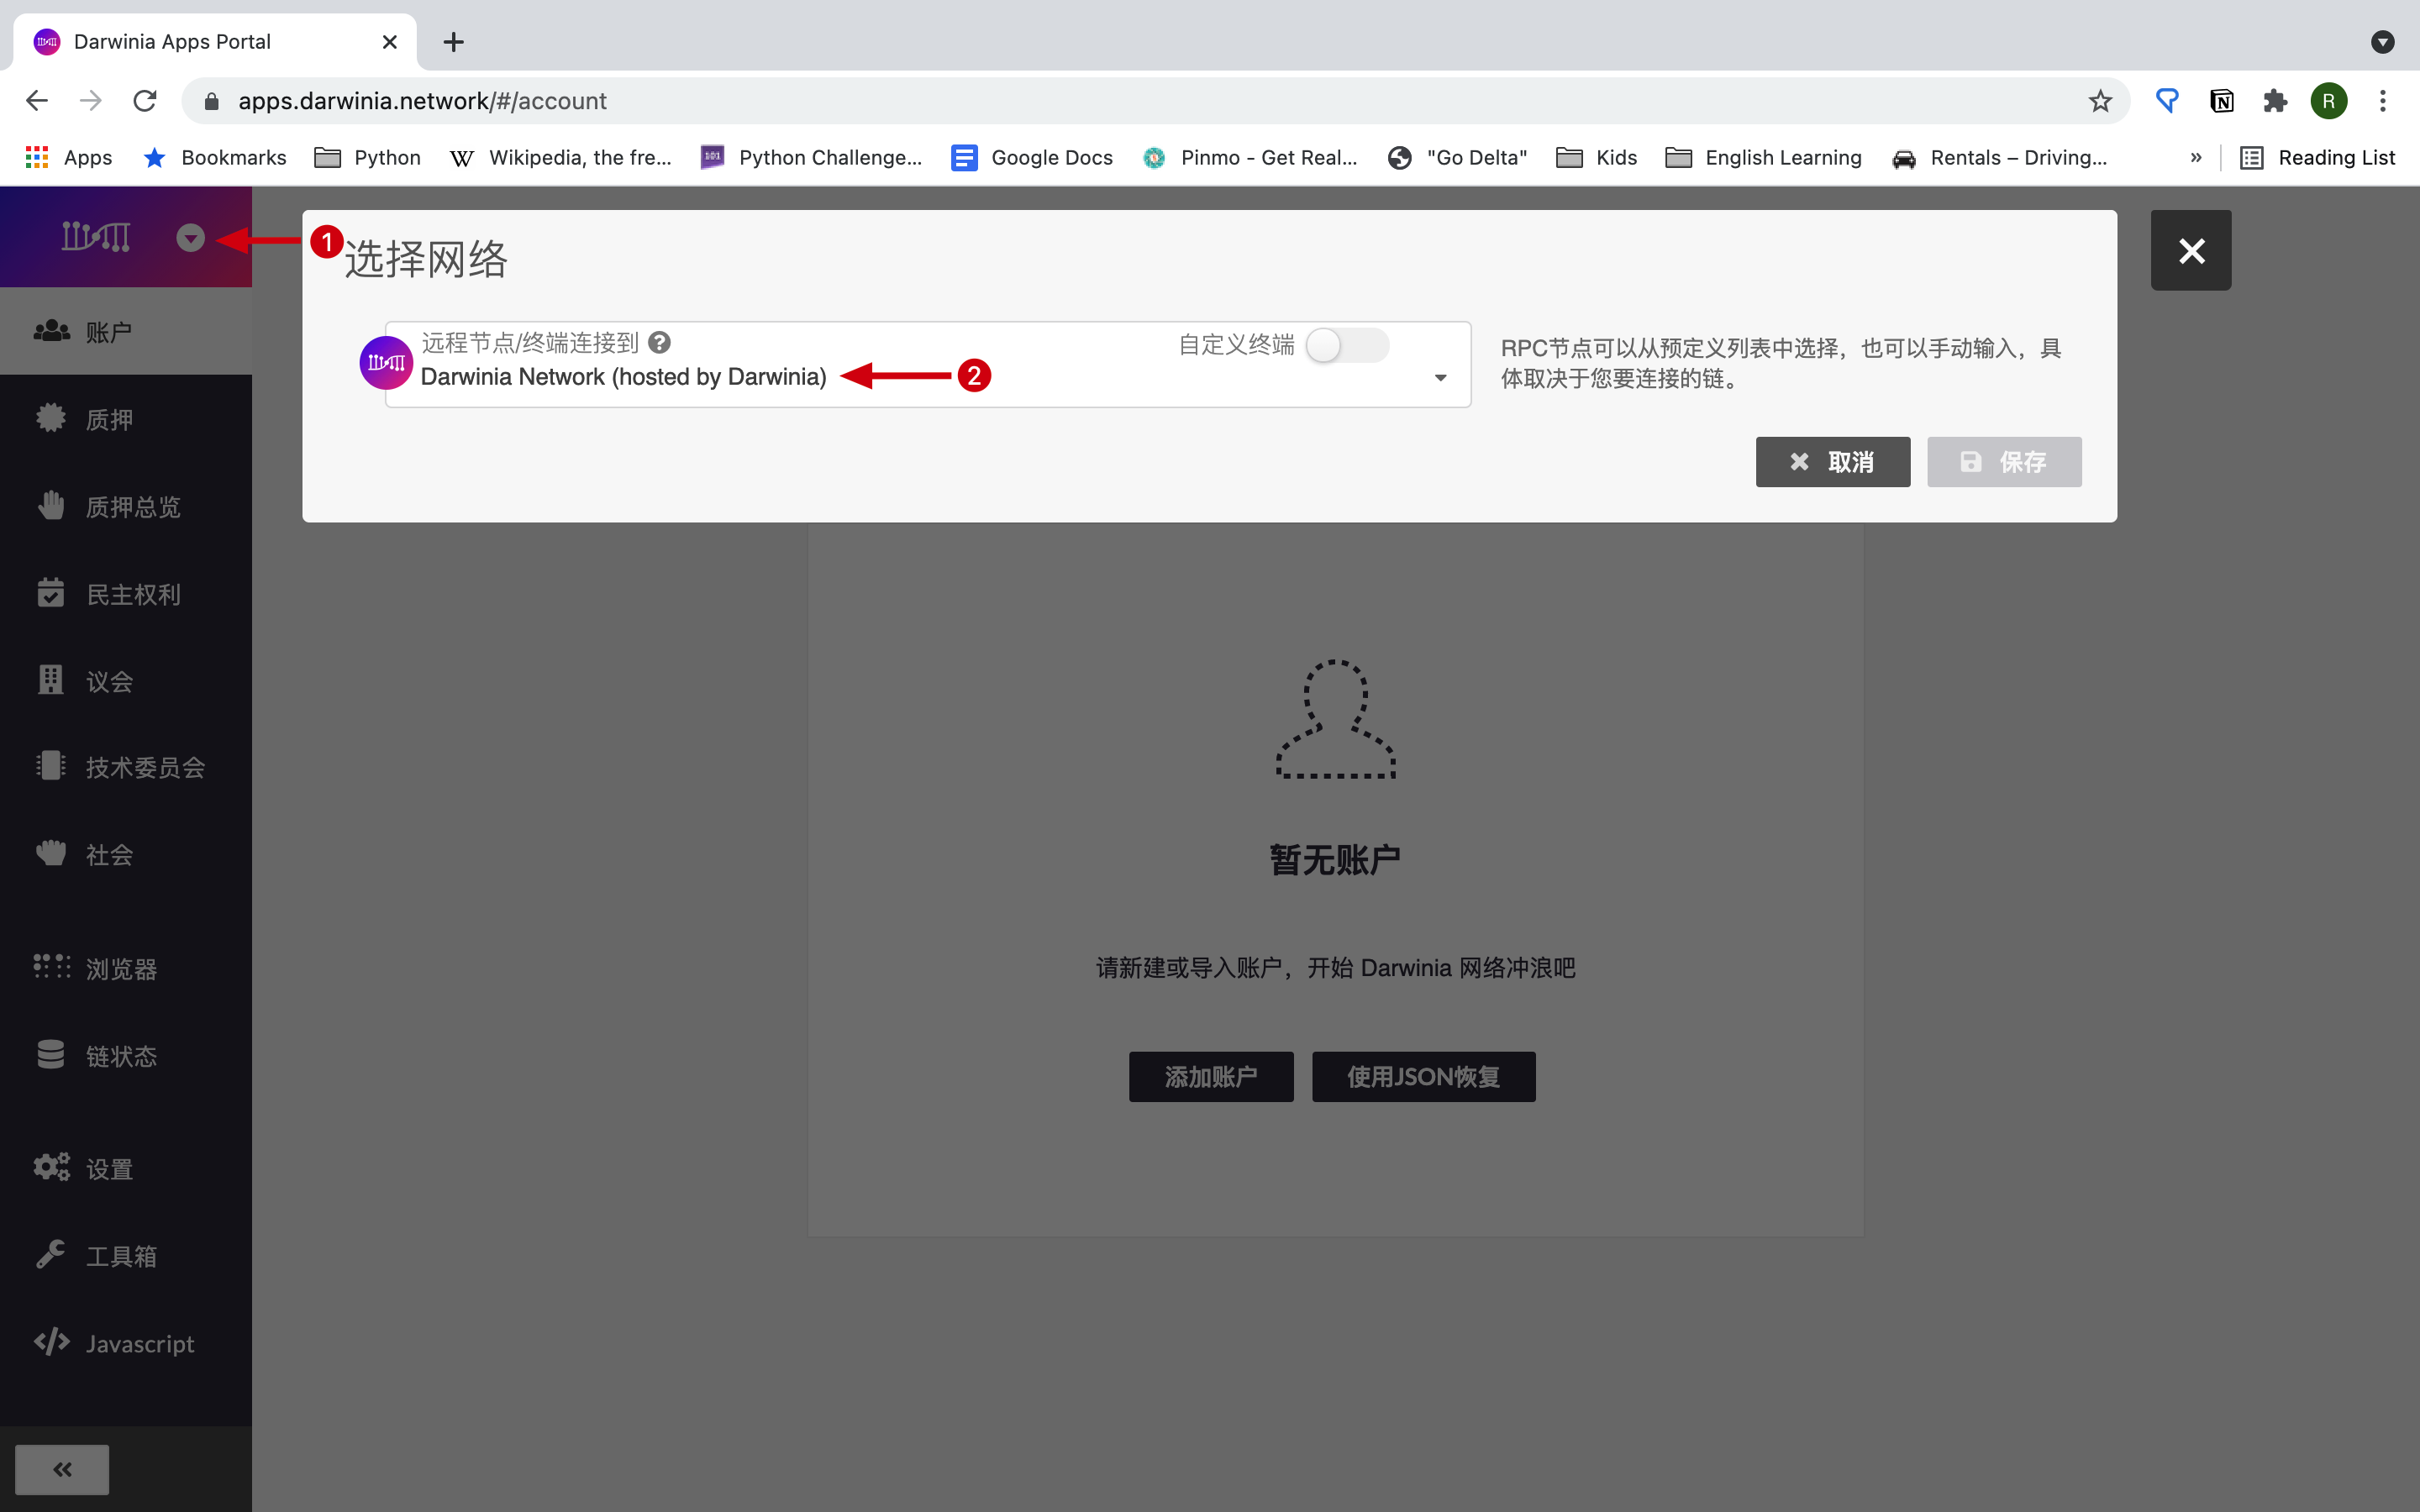 Darwinia Apps Portal
apps.darwinia.network/#/account
R
Apps
Bookmarks
Python
W Wikipedia, the fre...
Python Challenge...
Google Docs
Pinmo - Get Real...
"Go Delta"
Kids
English Learning
Rentals – Driving...
»
Reading List
1
选择网络
远程节点/终端连接到
自定义终端
Darwinia Network (hosted by Darwinia)
2
RPC节点可以从预定义列表中选择，也可以手动输入，具
体取决于您要连接的链。
取消
保存
账户
质押
质押总览
民主权利
议会
技术委员会
社会
浏览器
链状态
设置
工具箱
Javascript
暂无账户
请新建或导入账户，开始 Darwinia 网络冲浪吧
添加账户
使用JSON恢复